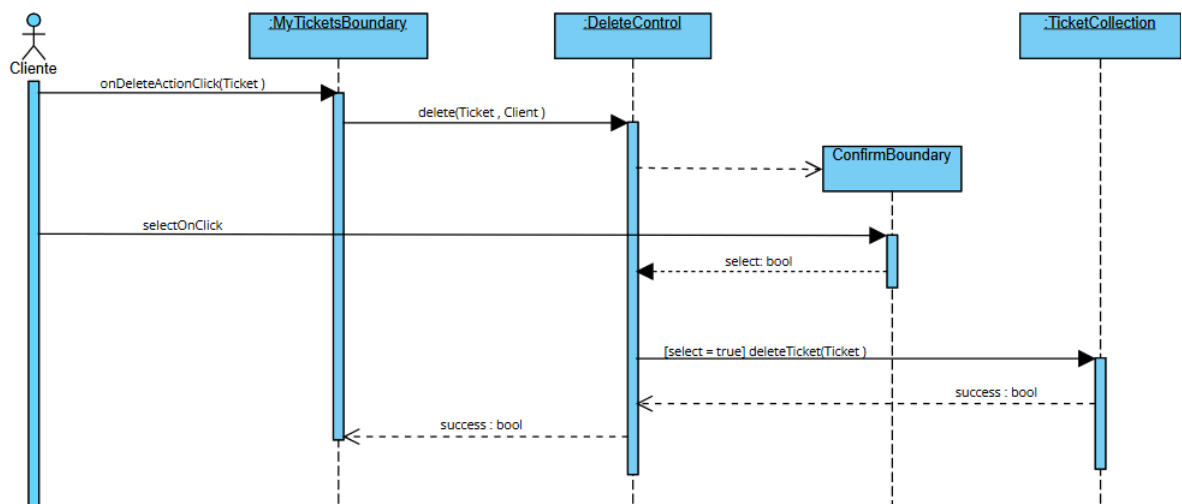 :MyTicketsBoundary
:DeleteControl
:TicketCollection
Cliente
onDeleteActionClick(Ticket )
delete(Ticket , Client )
ConfirmBoundary
selectOnClick
select: bool
[select = true] deleteTicket(Ticket )
success : bool
success : bool